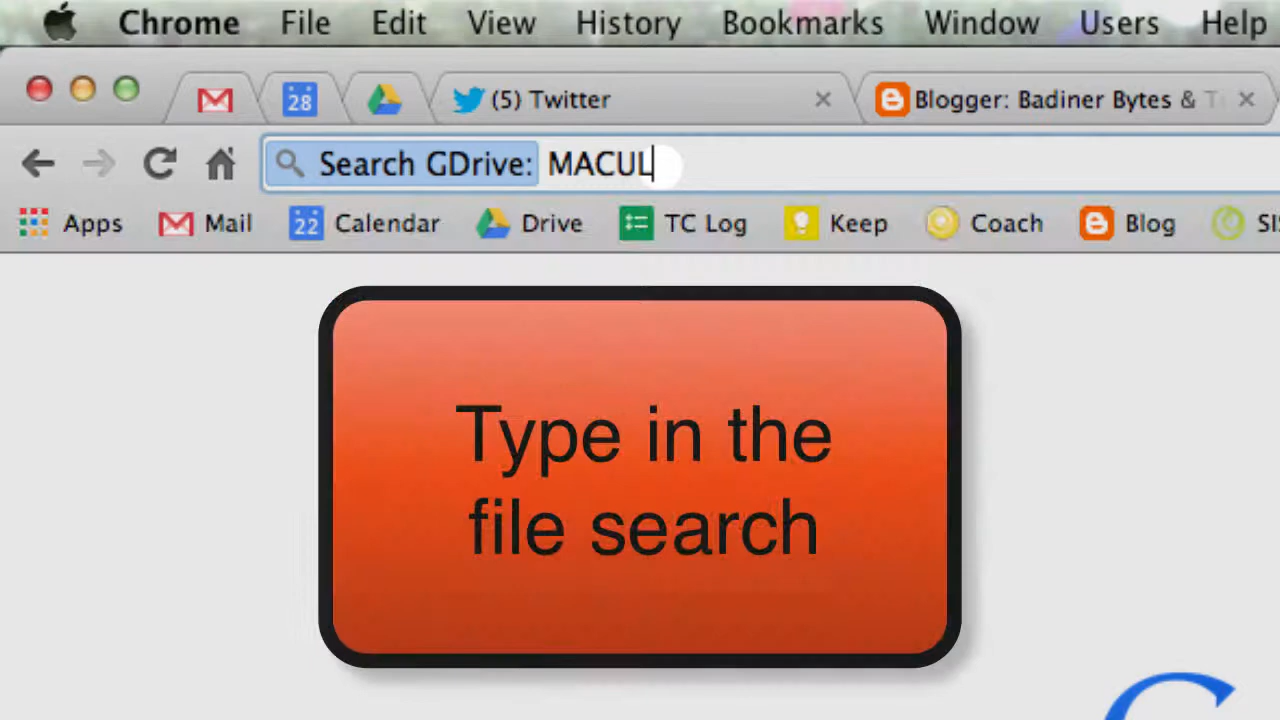 Chrome File Edit View History Bookmarks Window Users Help
28 (5) Twitter Blogger: Badiner Bytes &
Search GDrive: MACUL
Apps Mail 22 Calendar Drive TC Log Keep Coach Blog
Type in the
file search